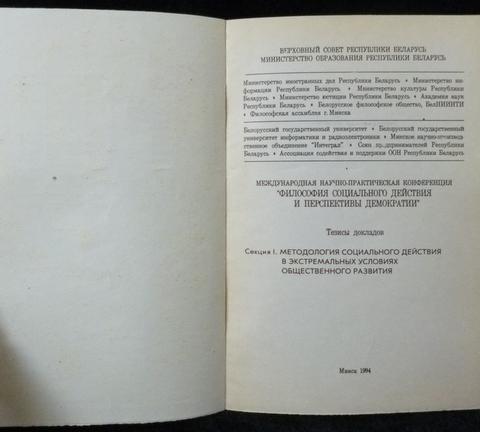 ВЕРХОВНЫЙ СОВЕТ РЕСПУБЛИКИ БЕЛАРУСЬ
МИНИСТЕРСТВО ОБРАЗОВАНИЯ РЕСПУБЛИКИ БЕЛАРУСЬ
Министерство иностранных дел Республики Беларусь • Министерство ин-
формации Республики Беларусь • Министерство культуры Республики
Беларусь • Министерство юстиции Республики Беларусь • Академия наук
Республики Беларусь • Белорусское философское общество, БелНИИНТИ
• Философская ассамблея г. Минска
Белорусский государственный университет • Белорусский государственный
университет информатики и радиоэлектроники • Минское научно-производ-
ственное объединение "Интеграл" • Союз предпринимателей Республики
Беларусь • Ассоциация содействия и поддержки ООН Республики Беларусь
МЕЖДУНАРОДНАЯ НАУЧНО-ПРАКТИЧЕСКАЯ КОНФЕРЕНЦИЯ
"ФИЛОСОФИЯ СОЦИАЛЬНОГО ДЕЙСТВИЯ
И ПЕРСПЕКТИВЫ ДЕМОКРАТИИ"
Тезисы докладов
Секция I. МЕТОДОЛОГИЯ СОЦИАЛЬНОГО ДЕЙСТВИЯ
В ЭКСТРЕМАЛЬНЫХ УСЛОВИЯХ
ОБЩЕСТВЕННОГО РАЗВИТИЯ
Минск 1994